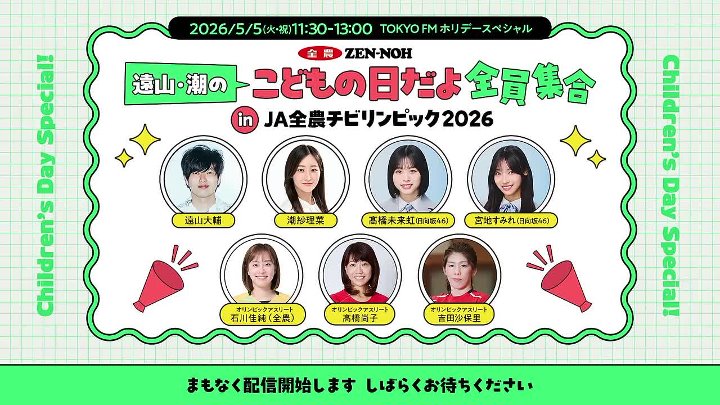 2026/5/5(火・祝)11:30-13:00 TOKYO FM ホリデースペシャル
全農 ZEN-NOH
遠山・潮の こどもの日だよ 全員集合
in JA全農チビリンピック2026
Children's Day Special!
Children's Day Special!
遠山大輔
潮紗理菜
髙橋未来虹(日向坂46)
宮地すみれ(日向坂46)
オリンピックアスリート
石川佳純(全農)
オリンピックアスリート
高橋尚子
オリンピックアスリート
吉田沙保里
まもなく配信開始します しばらくお待ちください